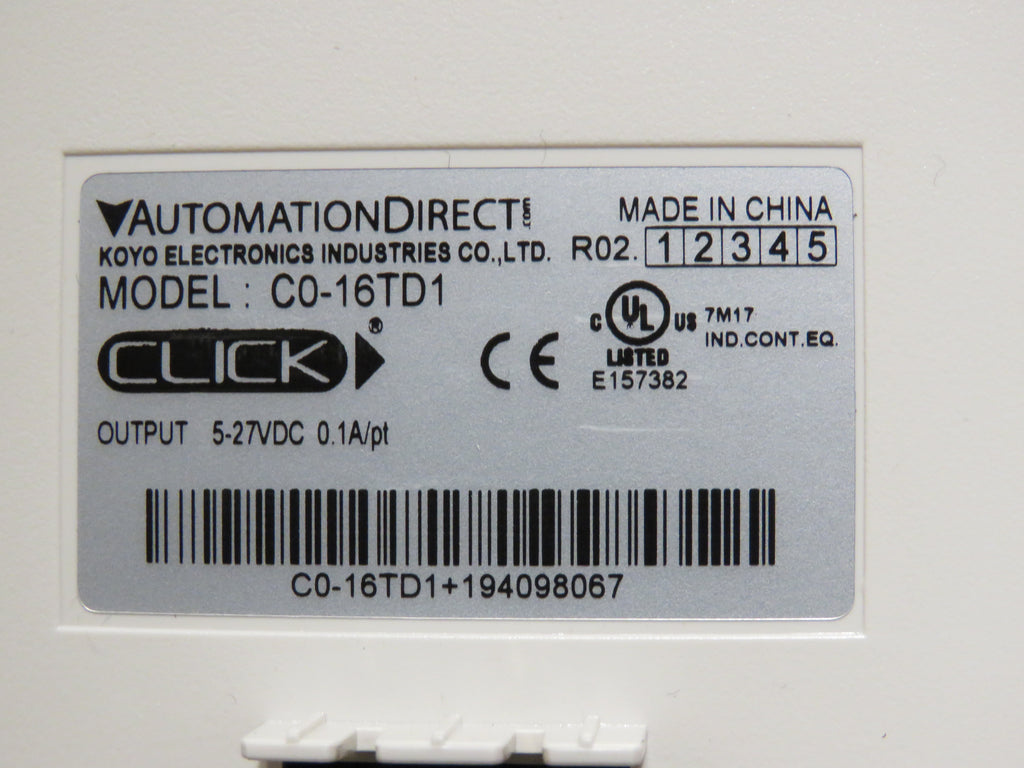 AUTOMATIONDIRECT.com
MADE IN CHINA
KOYO ELECTRONICS INDUSTRIES CO.,LTD.
R02. 1 2 3 4 5
MODEL : C0-16TD1
CLICK ®
CE
C UL US
LISTED
E157382
7M17
IND.CONT.EQ.
OUTPUT 5-27VDC 0.1A/pt
C0-16TD1+194098067